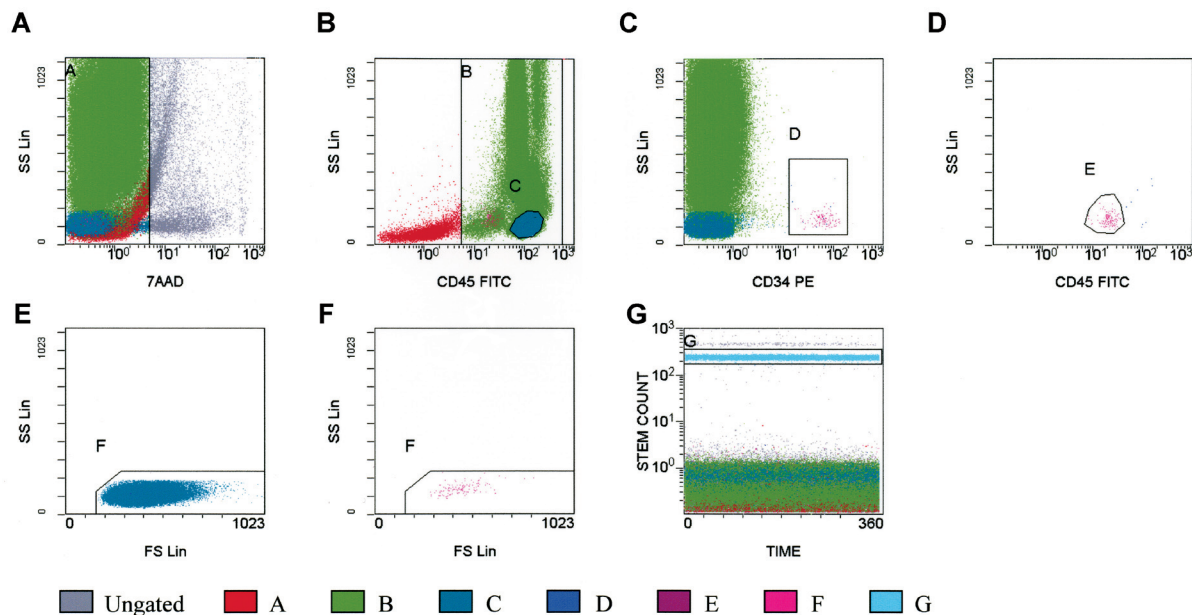 A
SS Lin
1023
0
A
10⁰ 10¹ 10² 10³
7AAD
B
SS Lin
1023
0
B
C
10⁰ 10¹ 10² 10³
CD45 FITC
C
SS Lin
1023
0
D
10⁰ 10¹ 10² 10³
CD34 PE
D
SS Lin
1023
0
E
10⁰ 10¹ 10² 10³
CD45 FITC
E
SS Lin
1023
0
F
0 1023
FS Lin
F
SS Lin
1023
0
F
0 1023
FS Lin
G
STEM COUNT
10³
10²
10¹
10⁰
G
0 360
TIME
Ungated A B C D E F G